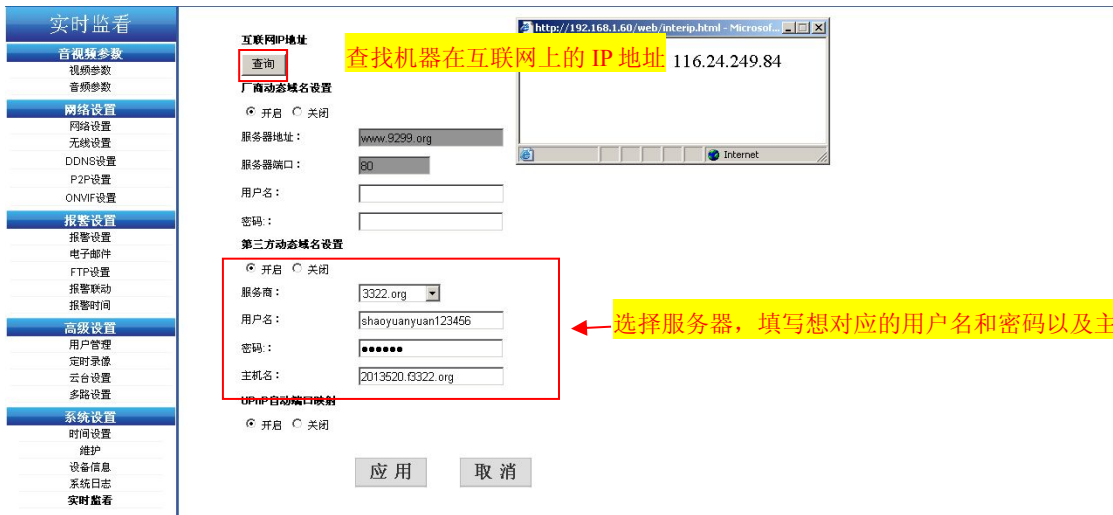 实时监看
音视频参数
视频参数
音频参数
网络设置
网络设置
无线设置
DDNS设置
P2P设置
ONVIF设置
报警设置
报警设置
电子邮件
FTP设置
报警联动
报警时间
高级设置
用户管理
定时录像
云台设置
多路设置
系统设置
时间设置
维护
设备信息
系统日志
实时监看
互联网IP地址
查询
查找机器在互联网上的 IP 地址
厂商动态域名设置
开启 关闭
服务器地址： www.9299.org
服务器端口： 80
用户名：
密码：：
第三方动态域名设置
开启 关闭
服务商： 3322.org
用户名： shaoyuanyuan123456
密码：： ●●●●●●
主机名： 2013520.f3322.org
UPnP自动端口映射
开启 关闭
应用 取消
http://192.168.1.60/web/interip.html - Microsof...
116.24.249.84
Internet
选择服务器，填写想对应的用户名和密码以及主